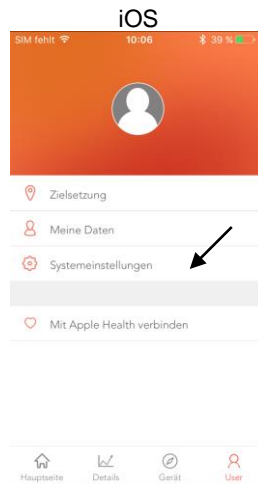 iOS
SIM fehlt 10:06 39 %
Zielsetzung
Meine Daten
Systemeinstellungen
Mit Apple Health verbinden
Hauptseite Details Gerät User